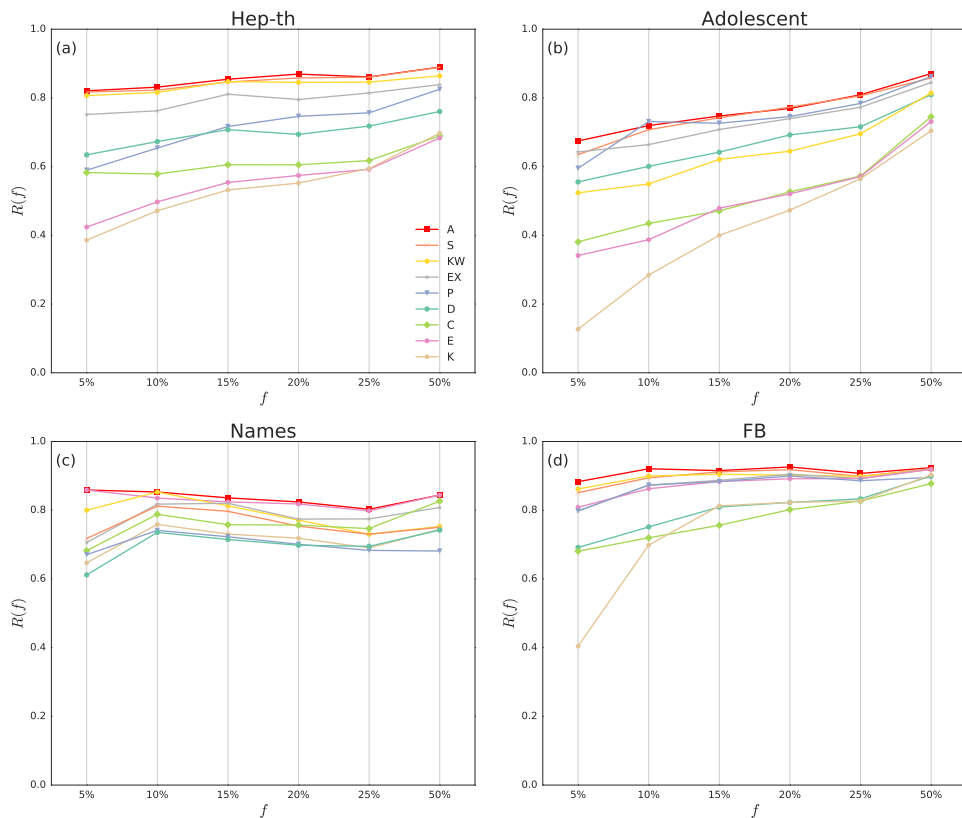 Hep-th
Adolescent
(a)
(b)
1.0
0.8
0.6
0.4
0.2
0.0
R(f)
A
S
KW
EX
P
D
C
E
K
5% 10% 15% 20% 25% 50%
f
1.0
0.8
0.6
0.4
0.2
0.0
R(f)
5% 10% 15% 20% 25% 50%
f
Names
FB
(c)
(d)
1.0
0.8
0.6
0.4
0.2
0.0
R(f)
5% 10% 15% 20% 25% 50%
f
1.0
0.8
0.6
0.4
0.2
0.0
R(f)
5% 10% 15% 20% 25% 50%
f